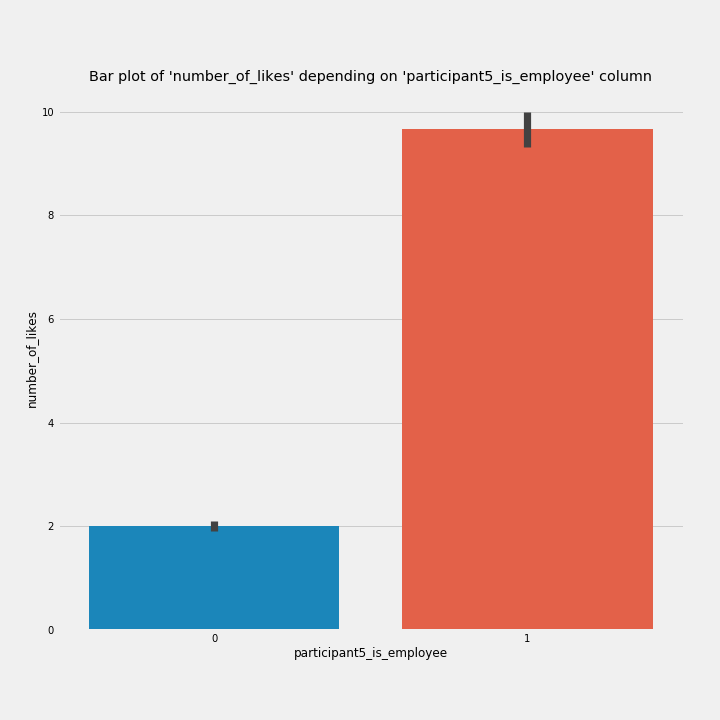 Bar plot of 'number_of_likes' depending on 'participant5_is_employee' column
10
8
6
4
2
0
number_of_likes
0 1
participant5_is_employee